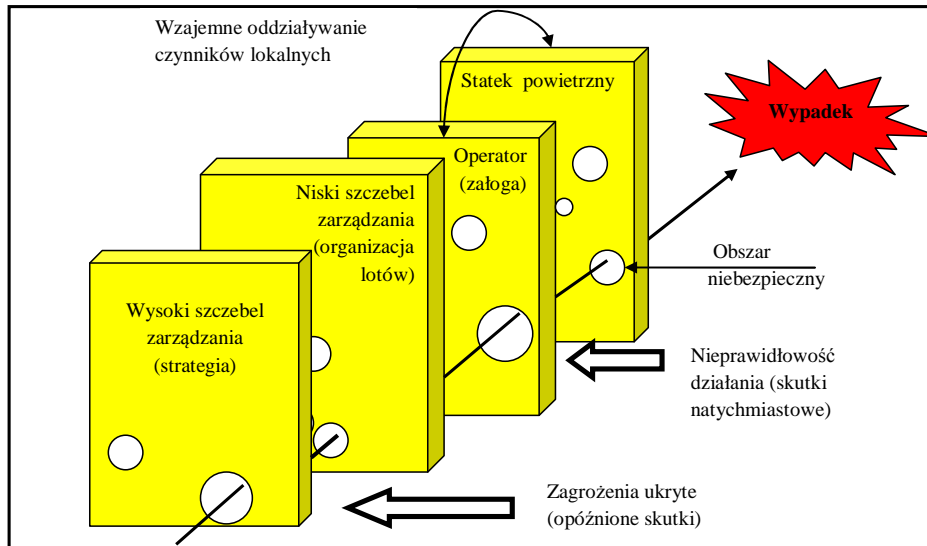 Wzajemne oddziaływanie
czynników lokalnych
Statek powietrzny
Wypadek
Operator
(załoga)
Niski szczebel
zarządzania
(organizacja
lotów)
Obszar
niebezpieczny
Wysoki szczebel
zarządzania
(strategia)
Nieprawidłowość
działania (skutki
natychmiastowe)
Zagrożenia ukryte
(opóźnione skutki)